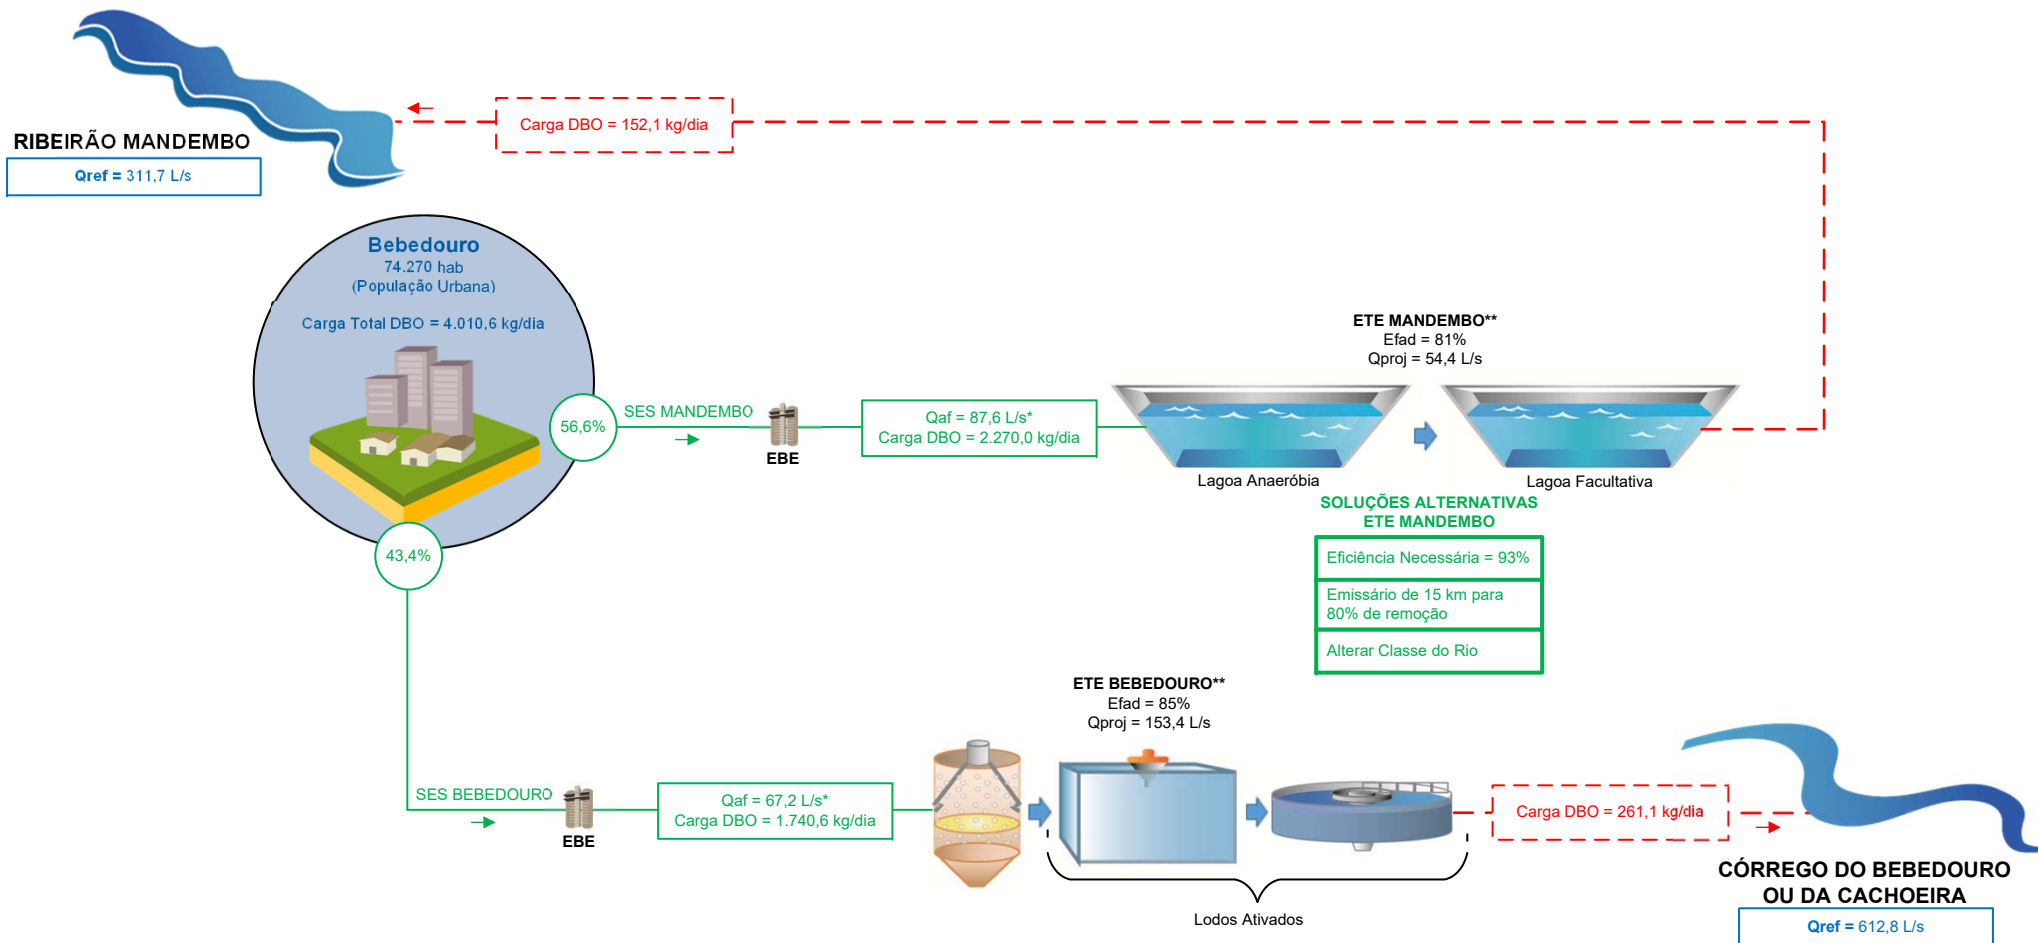 RIBEIRÃO MANDEMBO
Qref = 311,7 L/s
Carga DBO = 152,1 kg/dia
Bebedouro
74.270 hab
(População Urbana)
Carga Total DBO = 4.010,6 kg/dia
56,6%
SES MANDEMBO
EBE
Qaf = 87,6 L/s*
Carga DBO = 2.270,0 kg/dia
ETE MANDEMBO**
Efad = 81%
Qproj = 54,4 L/s
Lagoa Anaeróbia
Lagoa Facultativa
SOLUÇÕES ALTERNATIVAS
ETE MANDEMBO
Eficiência Necessária = 93%
Emissário de 15 km para
80% de remoção
Alterar Classe do Rio
43,4%
SES BEBEDOURO
EBE
Qaf = 67,2 L/s*
Carga DBO = 1.740,6 kg/dia
ETE BEBEDOURO**
Efad = 85%
Qproj = 153,4 L/s
Lodos Ativados
Carga DBO = 261,1 kg/dia
CÓRREGO DO BEBEDOURO
OU DA CACHOEIRA
Qref = 612,8 L/s